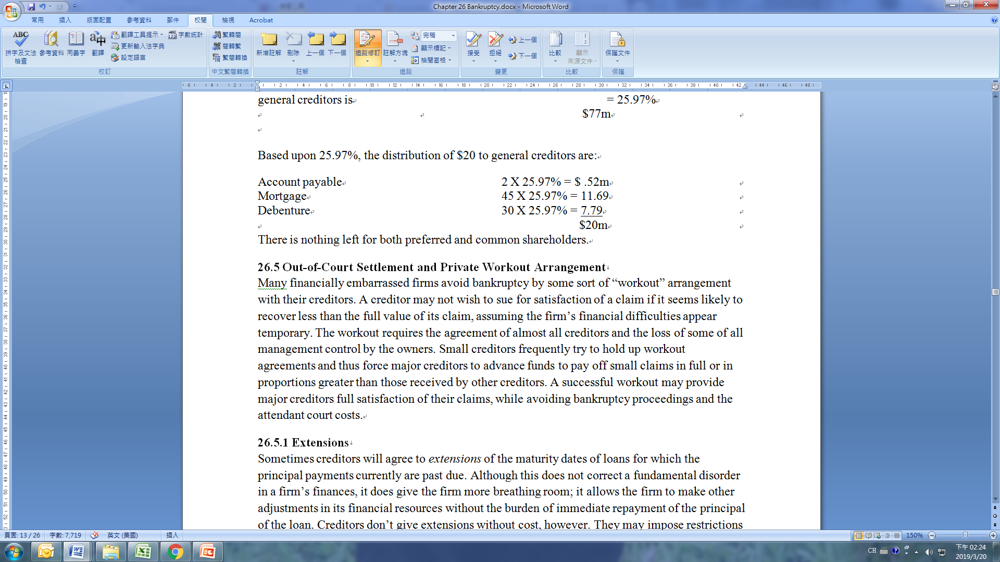 Chapter 26 Bankruptcy.docx - Microsoft Word
常用 插入 版面配置 參考資料 郵件 校閱 檢視 Acrobat
拼字及文法檢查 參考資料 同義字 翻譯 翻譯工具提示 字數統計
更新輸入法字典
設定語言
校訂
繁轉簡
簡轉繁
繁簡轉換
中文繁簡轉換
新增註解 刪除 上一個 下一個
註解
追蹤修訂 註解方塊 完稿
顯示標記
檢閱窗格
追蹤
接受 拒絕 上一個
下一個
變更
比較 顯示來源文件
比較
保護文件
保護
general creditors is = 25.97%
$77m
Based upon 25.97%, the distribution of $20 to general creditors are:
Account payable 2 X 25.97% = $ .52m
Mortgage 45 X 25.97% = 11.69
Debenture 30 X 25.97% = 7.79
$20m
There is nothing left for both preferred and common shareholders.
26.5 Out-of-Court Settlement and Private Workout Arrangement
Many financially embarrassed firms avoid bankruptcy by some sort of “workout” arrangement
with their creditors. A creditor may not wish to sue for satisfaction of a claim if it seems likely to
recover less than the full value of its claim, assuming the firm’s financial difficulties appear
temporary. The workout requires the agreement of almost all creditors and the loss of some of all
management control by the owners. Small creditors frequently try to hold up workout
agreements and thus force major creditors to advance funds to pay off small claims in full or in
proportions greater than those received by other creditors. A successful workout may provide
major creditors full satisfaction of their claims, while avoiding bankruptcy proceedings and the
attendant court costs.
26.5.1 Extensions
Sometimes creditors will agree to extensions of the maturity dates of loans for which the
principal payments currently are past due. Although this does not correct a fundamental disorder
in a firm’s finances, it does give the firm more breathing room; it allows the firm to make other
adjustments in its financial resources without the burden of immediate repayment of the principal
of the loan. Creditors don’t give extensions without cost, however. They may impose restrictions
頁面: 13 / 26 字數: 7,719 英文 (美國) 插入 150%
CH 下午 02:24
2019/3/20